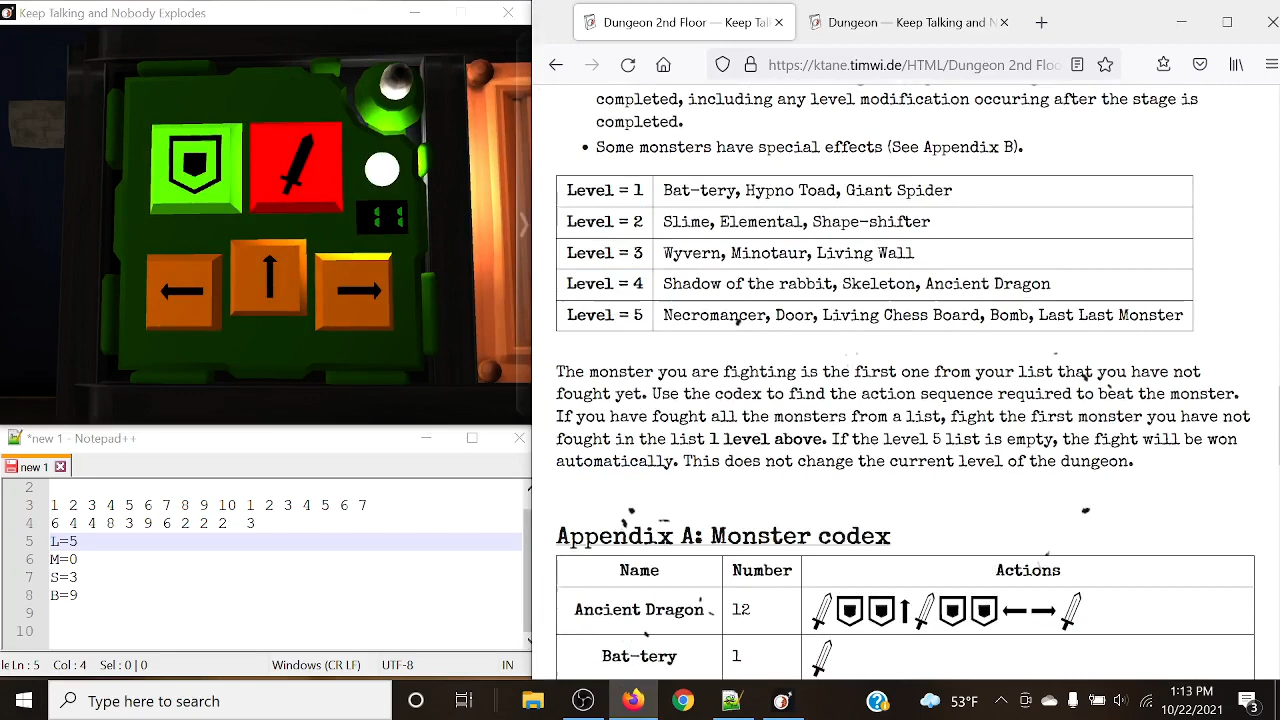 Keep Talking and Nobody Explodes
Dungeon 2nd Floor — Keep Talki
Dungeon — Keep Talking and N
https://ktane.timwi.de/HTML/Dungeon 2nd Floo
completed, including any level modification occuring after the stage is
completed.
• Some monsters have special effects (See Appendix B).
Level = 1 Bat-tery, Hypno Toad, Giant Spider
Level = 2 Slime, Elemental, Shape-shifter
Level = 3 Wyvern, Minotaur, Living Wall
Level = 4 Shadow of the rabbit, Skeleton, Ancient Dragon
Level = 5 Necromancer, Door, Living Chess Board, Bomb, Last Last Monster
The monster you are fighting is the first one from your list that you have not
fought yet. Use the codex to find the action sequence required to beat the monster.
If you have fought all the monsters from a list, fight the first monster you have not
fought in the list 1 level above. If the level 5 list is empty, the fight will be won
automatically. This does not change the current level of the dungeon.
Appendix A: Monster codex
Name Number Actions
Ancient Dragon 12
Bat-tery 1
*new 1 - Notepad++
new 1
2
3 1 2 3 4 5 6 7 8 9 10 1 2 3 4 5 6 7
4 6 4 4 8 3 9 6 2 2 2 3
5 L=5
6 M=0
7 S=3
8 B=9
9
10
le Ln : 5 Col : 4 Sel : 0 | 0 Windows (CR LF) UTF-8 IN
Type here to search
53°F
1:13 PM
10/22/2021
3